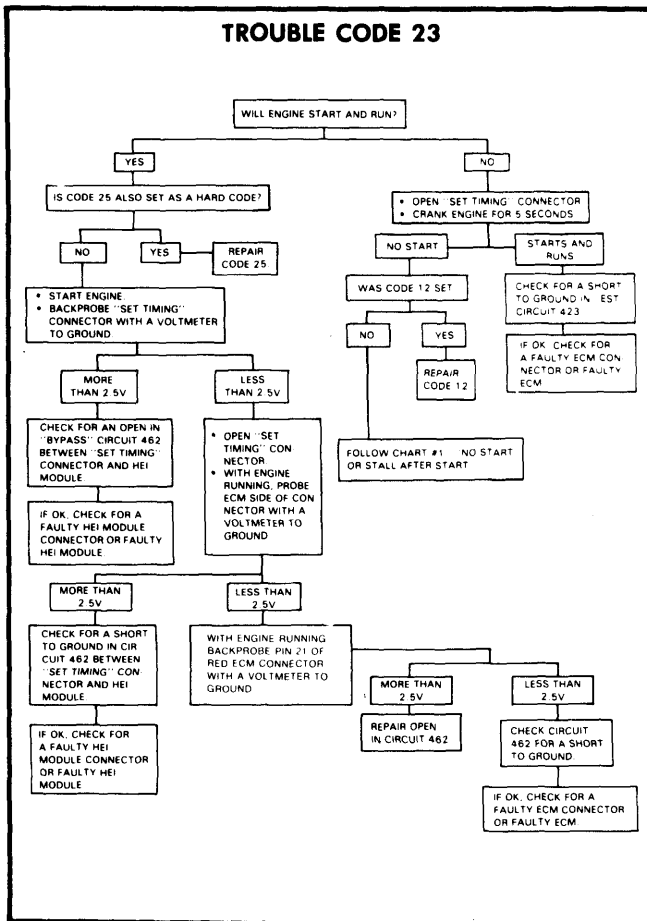 TROUBLE CODE 23
WILL ENGINE START AND RUN?
YES
NO
IS CODE 25 ALSO SET AS A HARD CODE?
• OPEN "SET TIMING" CONNECTOR
• CRANK ENGINE FOR 5 SECONDS
NO
YES
REPAIR
CODE 25
NO START
STARTS AND
RUNS
• START ENGINE.
• BACKPROBE "SET TIMING"
CONNECTOR WITH A VOLTMETER
TO GROUND.
WAS CODE 12 SET
CHECK FOR A SHORT
TO GROUND IN EST
CIRCUIT 423
NO
YES
IF OK CHECK FOR
A FAULTY ECM CON
NECTOR OR FAULTY
ECM
REPAIR
CODE 12
MORE
THAN 2.5V
LESS
THAN 2.5V
CHECK FOR AN OPEN IN
"BYPASS" CIRCUIT 462
BETWEEN "SET TIMING"
CONNECTOR AND HEI
MODULE.
• OPEN "SET
TIMING" CON
NECTOR.
• WITH ENGINE
RUNNING, PROBE
ECM SIDE OF CON
NECTOR WITH A
VOLTMETER TO
GROUND
FOLLOW CHART #1 NO START
OR STALL AFTER START
IF OK, CHECK FOR A
FAULTY HEI MODULE
CONNECTOR OR FAULTY
HEI MODULE.
MORE THAN
2.5V
LESS THAN
2.5V
CHECK FOR A SHORT
TO GROUND IN CIR
CUIT 462 BETWEEN
"SET TIMING" CON
NECTOR AND HEI
MODULE
WITH ENGINE RUNNING
BACKPROBE PIN 21 OF
RED ECM CONNECTOR
WITH A VOLTMETER TO
GROUND
MORE THAN
2.5V
LESS THAN
2.5V
REPAIR OPEN
IN CIRCUIT 462
CHECK CIRCUIT
462 FOR A SHORT
TO GROUND
IF OK, CHECK FOR
A FAULTY HEI
MODULE CONNECTOR
OR FAULTY HEI
MODULE
IF OK, CHECK FOR A
FAULTY ECM CONNECTOR
OR FAULTY ECM.